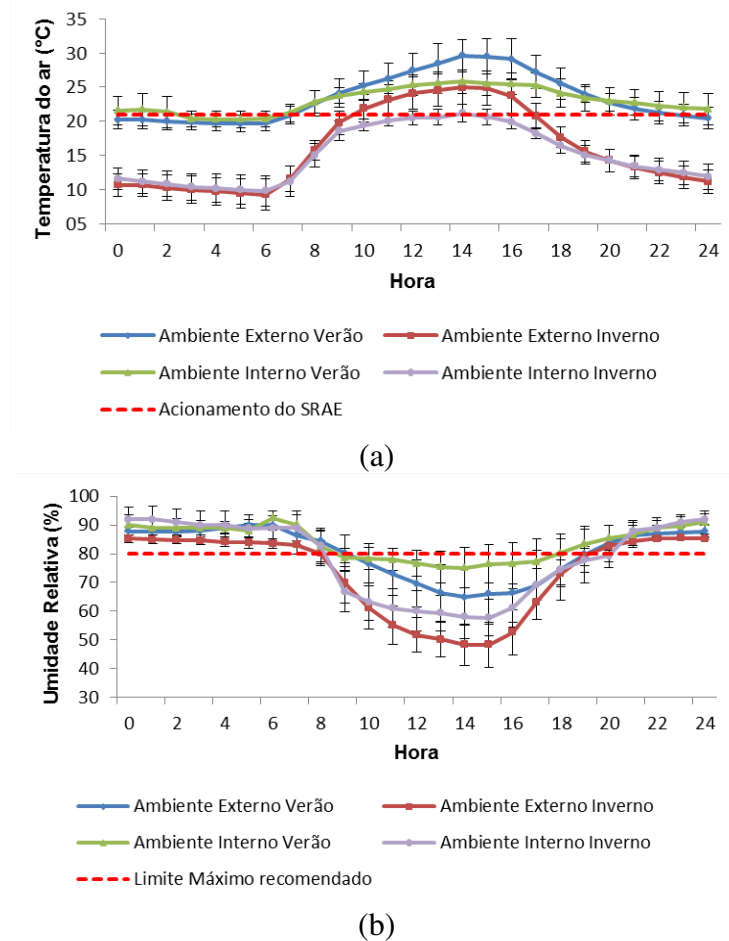 35
30
25
20
15
10
05
Temperatura do ar (°C)
0 2 4 6 8 10 12 14 16 18 20 22 24
Hora
Ambiente Externo Verão Ambiente Externo Inverno
Ambiente Interno Verão Ambiente Interno Inverno
Acionamento do SRAE
(a)
100
90
80
70
60
50
40
30
Umidade Relativa (%)
0 2 4 6 8 10 12 14 16 18 20 22 24
Hora
Ambiente Externo Verão Ambiente Externo Inverno
Ambiente Interno Verão Ambiente Interno Inverno
Limite Máximo recomendado
(b)